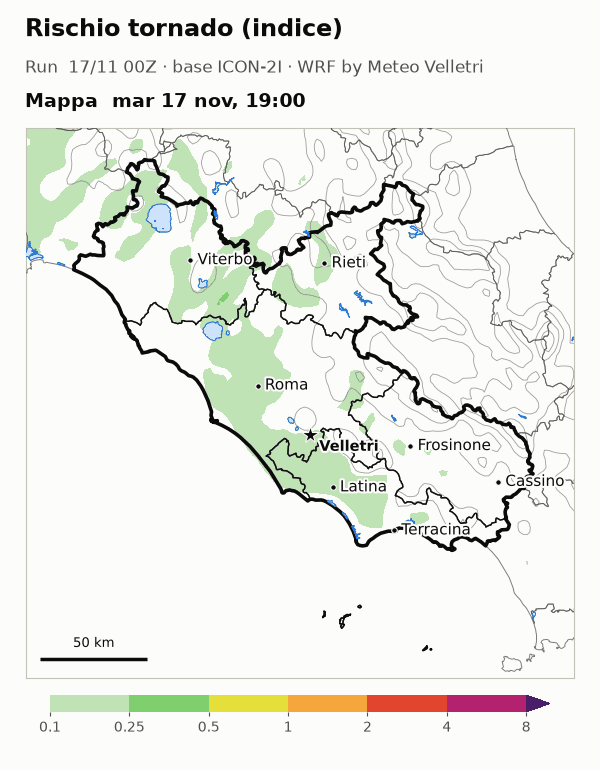 Rischio tornado (indice)
Run  17/11 00Z · base ICON-2I · WRF by Meteo Velletri
Mappa  mar 17 nov, 19:00
Viterbo
Rieti
Roma
Velletri
Frosinone
Cassino
Latina
Terracina
50 km
0.1 0.25 0.5 1 2 4 8